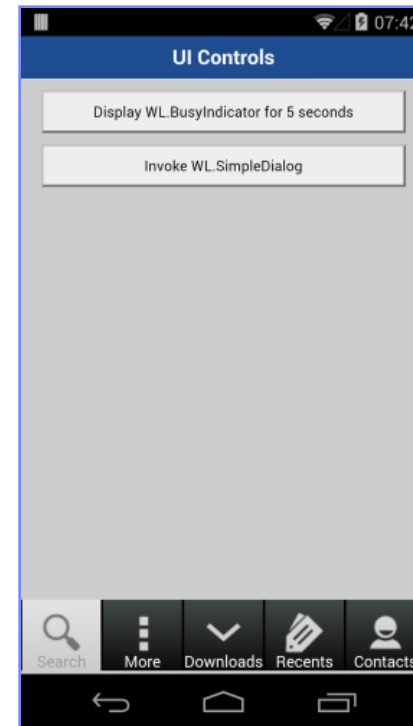 07:42
UI Controls
Display WL.BusyIndicator for 5 seconds
Invoke WL.SimpleDialog
Search More Downloads Recents Contacts